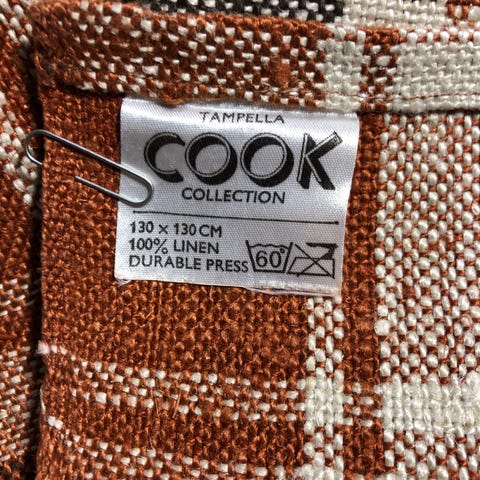 TAMPELLA
COOK
COLLECTION
130 × 130 CM
100% LINEN
DURABLE PRESS 60°